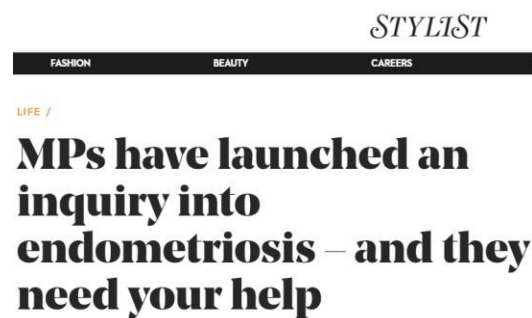 STYLIST
FASHION BEAUTY CAREERS
LIFE /
MPs have launched an
inquiry into
endometriosis – and they
need your help